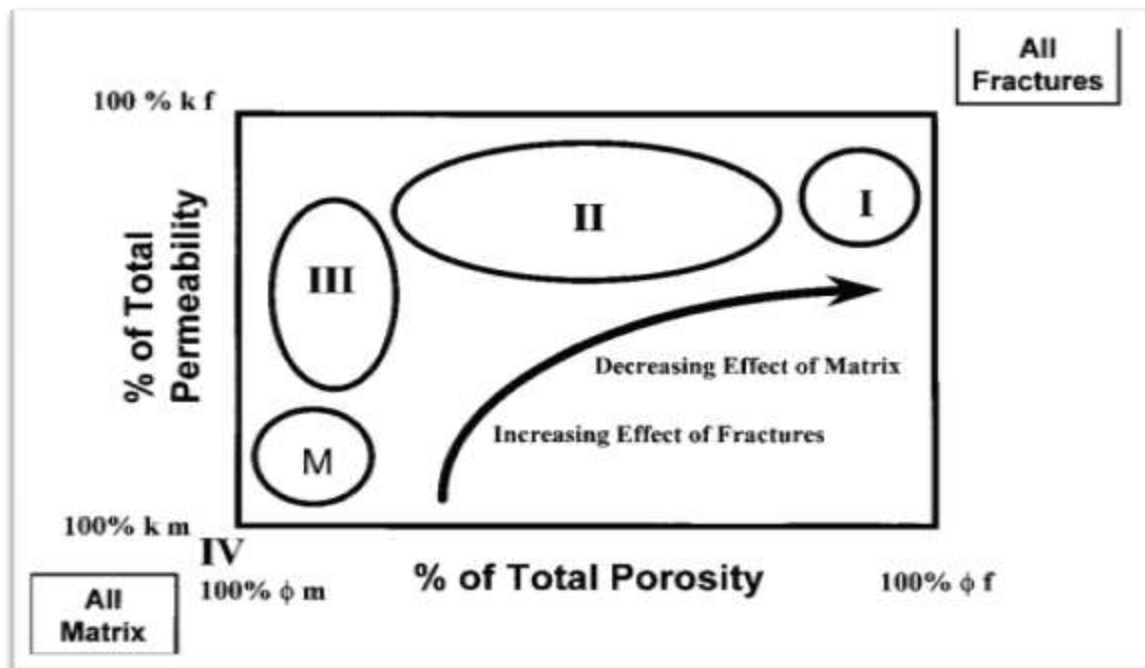 All
Fractures
100 % k f
% of Total
Permeability
II
I
III
Decreasing Effect of Matrix
Increasing Effect of Fractures
M
100% k m
IV
100% ϕ m
% of Total Porosity
100% ϕ f
All
Matrix